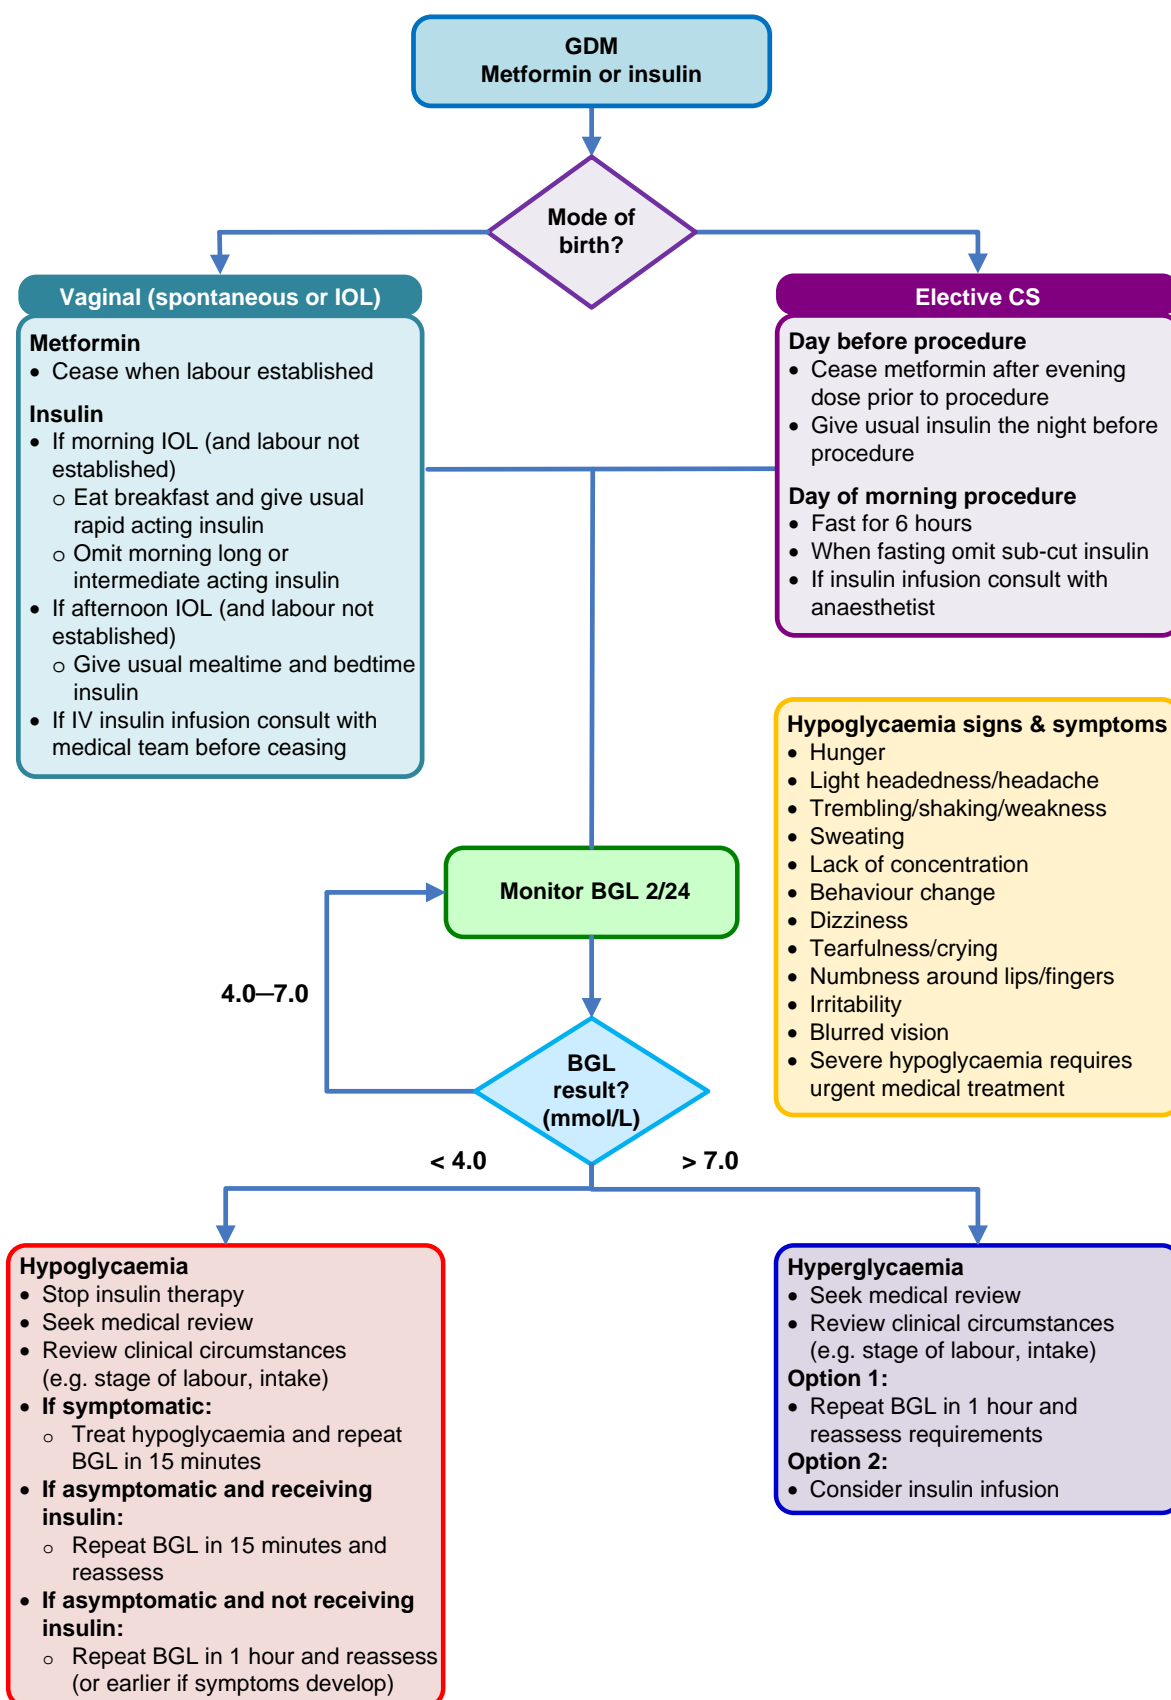 GDM
Metformin or insulin
Mode of
birth?
Vaginal (spontaneous or IOL)
Metformin
• Cease when labour established
Insulin
• If morning IOL (and labour not
established)
o Eat breakfast and give usual
rapid acting insulin
o Omit morning long or
intermediate acting insulin
• If afternoon IOL (and labour not
established)
o Give usual mealtime and bedtime
insulin
• If IV insulin infusion consult with
medical team before ceasing
Elective CS
Day before procedure
• Cease metformin after evening
dose prior to procedure
• Give usual insulin the night before
procedure
Day of morning procedure
• Fast for 6 hours
• When fasting omit sub-cut insulin
• If insulin infusion consult with
anaesthetist
Hypoglycaemia signs & symptoms
• Hunger
• Light headedness/headache
• Trembling/shaking/weakness
• Sweating
• Lack of concentration
• Behaviour change
• Dizziness
• Tearfulness/crying
• Numbness around lips/fingers
• Irritability
• Blurred vision
• Severe hypoglycaemia requires
urgent medical treatment
Monitor BGL 2/24
4.0–7.0
BGL
result?
(mmol/L)
< 4.0
> 7.0
Hypoglycaemia
• Stop insulin therapy
• Seek medical review
• Review clinical circumstances
(e.g. stage of labour, intake)
• If symptomatic:
o Treat hypoglycaemia and repeat
BGL in 15 minutes
• If asymptomatic and receiving
insulin:
o Repeat BGL in 15 minutes and
reassess
• If asymptomatic and not receiving
insulin:
o Repeat BGL in 1 hour and reassess
(or earlier if symptoms develop)
Hyperglycaemia
• Seek medical review
• Review clinical circumstances
(e.g. stage of labour, intake)
Option 1:
• Repeat BGL in 1 hour and
reassess requirements
Option 2:
• Consider insulin infusion